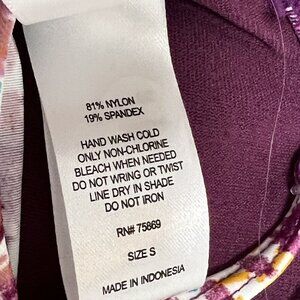 81% NYLON
19% SPANDEX
HAND WASH COLD
ONLY NON-CHLORINE
BLEACH WHEN NEEDED
DO NOT WRING OR TWIST
LINE DRY IN SHADE
DO NOT IRON
RN# 75869
SIZE S
MADE IN INDONESIA